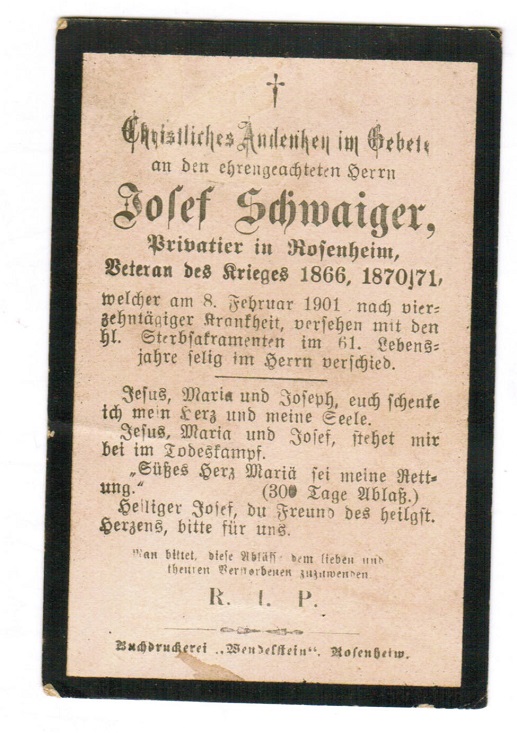 Christliches Andenken im Gebete
an den ehrengeachteten Herrn
Josef Schwaiger,
Privatier in Rosenheim,
Veteran des Krieges 1866, 1870/71,
welcher am 8. Februar 1901 nach vier-
zehntägiger Krankheit, versehen mit den
hl. Sterbsakramenten im 61. Lebens-
jahre selig im Herrn verschied.
Jesus, Maria und Joseph, euch schenke
ich mein Herz und meine Seele.
Jesus, Maria und Josef, stehet mir
bei im Todeskampf.
„Süßes Herz Mariä sei meine Rett-
ung.“ (300 Tage Ablaß.)
Heiliger Josef, du Freund des heilgst.
Herzens, bitte für uns.
Man bittet, diese Ablässe dem lieben und
theuren Verstorbenen zuzuwenden
R. I. P.
Buchdruckerei „Wendelstein“. Rosenheim.